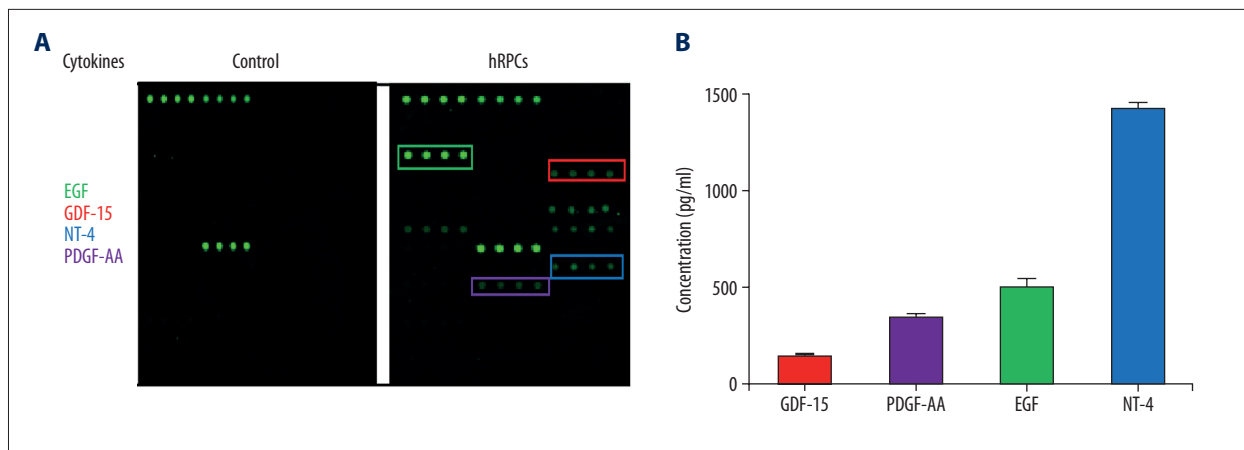 A
Cytokines
Control
hRPCs
EGF
GDF-15
NT-4
PDGF-AA
B
Concentration (pg/ml)
1500
1000
500
0
GDF-15
PDGF-AA
EGF
NT-4